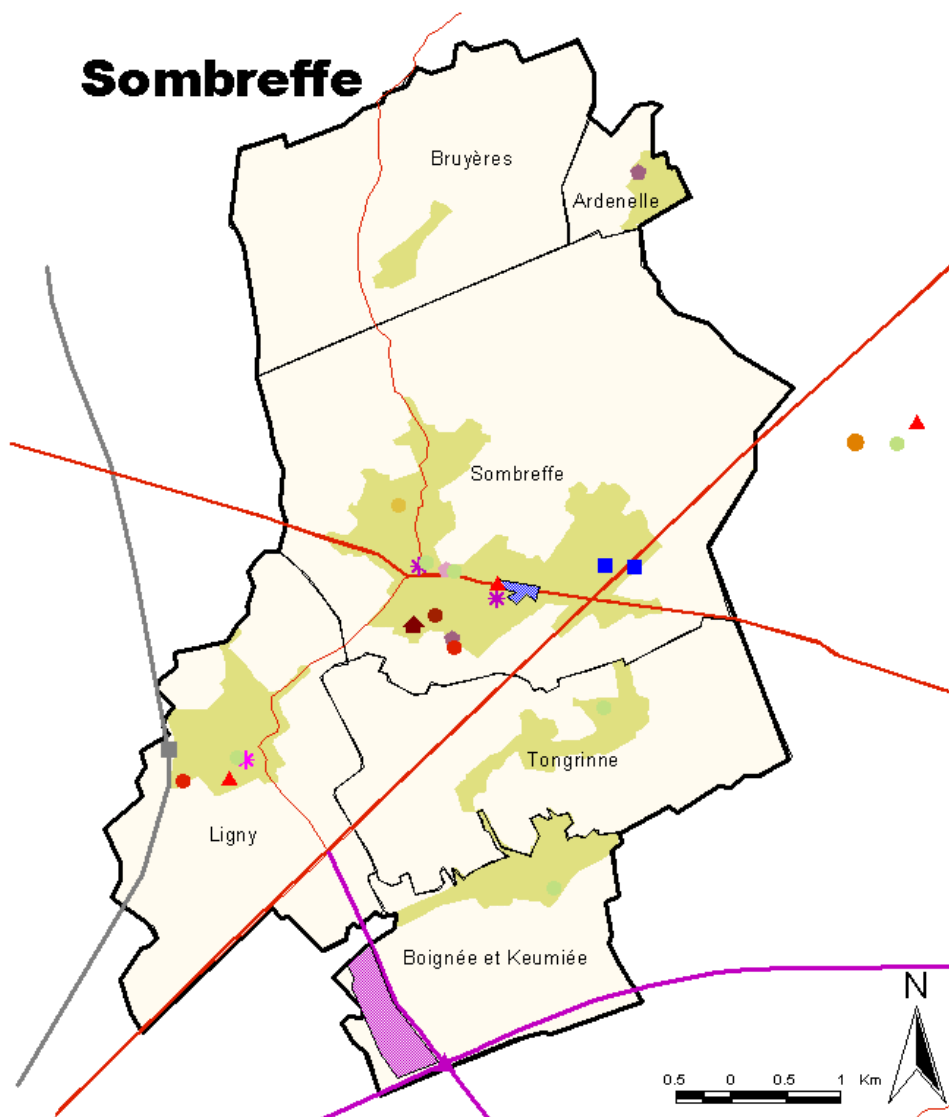 Sombreffe
Bruyères
Ardenelle
Sombreffe
Tongrinne
Ligny
Boignée et Keumiée
N
0.5 0 0.5 1 Km